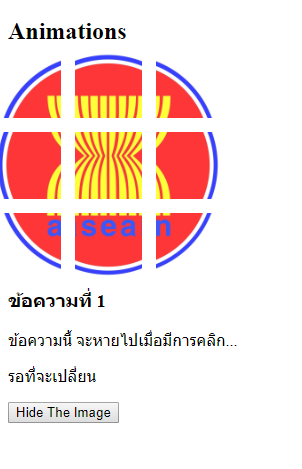 Animations
asean
ข้อความที่ 1
ข้อความนี้ จะหายไปเมื่อมีการคลิก...
รอที่จะเปลี่ยน
Hide The Image